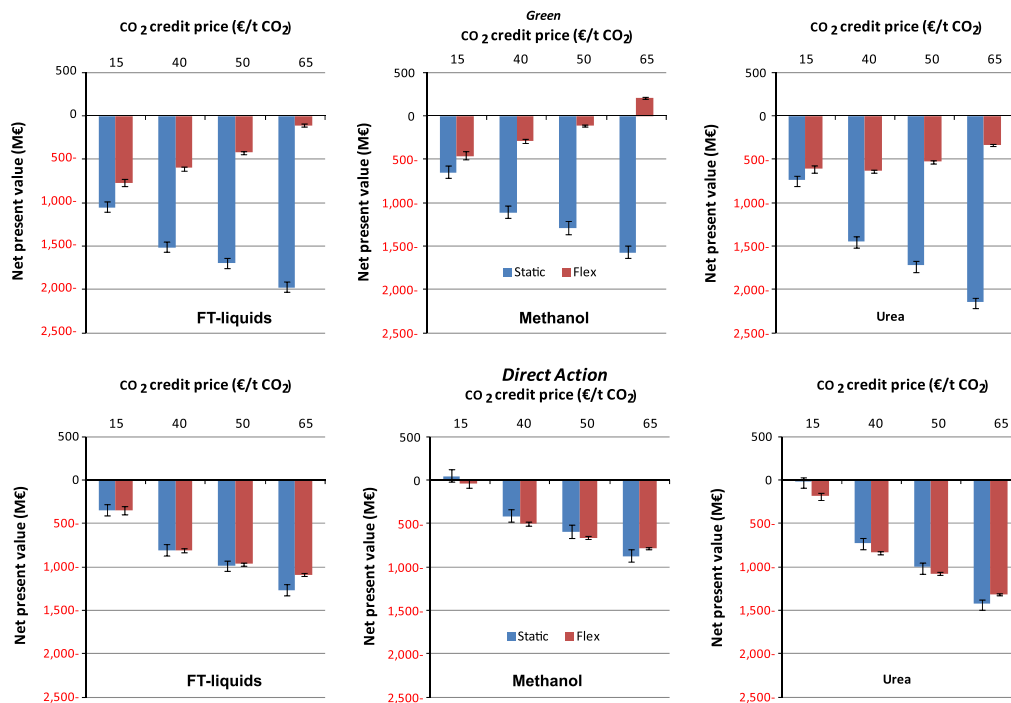 Green
CO 2 credit price (€/t CO2)
15 40 50 65
Net present value (M€)
500
0
500-
1,000-
1,500-
2,000-
2,500-
FT-liquids
CO 2 credit price (€/t CO2)
15 40 50 65
Net present value (M€)
500
0
500-
1,000-
1,500-
2,000-
2,500-
Static Flex
Methanol
CO 2 credit price (€/t CO2)
15 40 50 65
Net present value (M€)
500
0
500-
1,000-
1,500-
2,000-
2,500-
Urea
Direct Action
CO 2 credit price (€/t CO2)
15 40 50 65
Net present value (M€)
500
0
500-
1,000-
1,500-
2,000-
2,500-
FT-liquids
CO 2 credit price (€/t CO2)
15 40 50 65
Net present value (M€)
500
0
500-
1,000-
1,500-
2,000-
2,500-
Static Flex
Methanol
CO 2 credit price (€/t CO2)
15 40 50 65
Net present value (M€)
500
0
500-
1,000-
1,500-
2,000-
2,500-
Urea